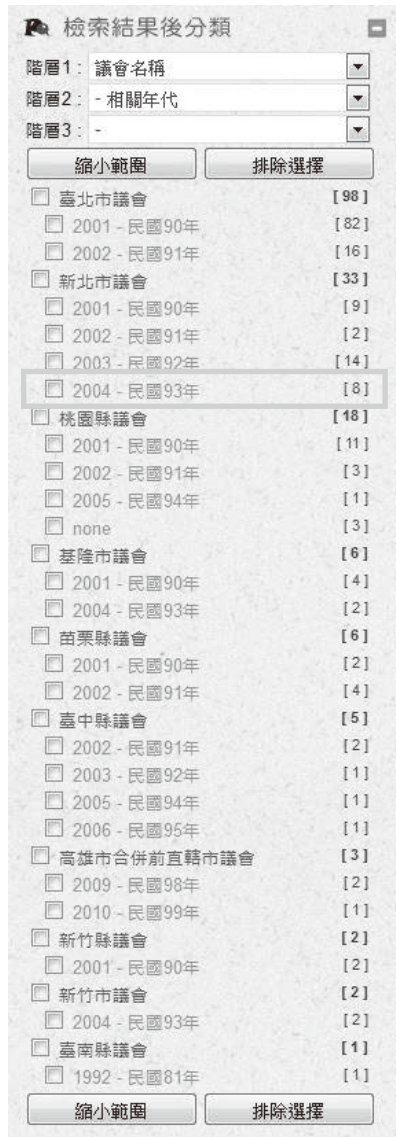 檢索結果後分類
階層1: 議會名稱
階層2: - 相關年代
階層3: -
縮小範圍 排除選擇
臺北市議會 [98]
2001 - 民國90年 [82]
2002 - 民國91年 [16]
新北市議會 [33]
2001 - 民國90年 [9]
2002 - 民國91年 [2]
2003 - 民國92年 [14]
2004 - 民國93年 [8]
桃園縣議會 [18]
2001 - 民國90年 [11]
2002 - 民國91年 [3]
2005 - 民國94年 [1]
none [3]
基隆市議會 [6]
2001 - 民國90年 [4]
2004 - 民國93年 [2]
苗栗縣議會 [6]
2001 - 民國90年 [2]
2002 - 民國91年 [4]
臺中縣議會 [5]
2002 - 民國91年 [2]
2003 - 民國92年 [1]
2005 - 民國94年 [1]
2006 - 民國95年 [1]
高雄市合併前直轄市議會 [3]
2009 - 民國98年 [2]
2010 - 民國99年 [1]
新竹縣議會 [2]
2001 - 民國90年 [2]
新竹市議會 [2]
2004 - 民國93年 [2]
臺南縣議會 [1]
1992 - 民國81年 [1]
縮小範圍 排除選擇